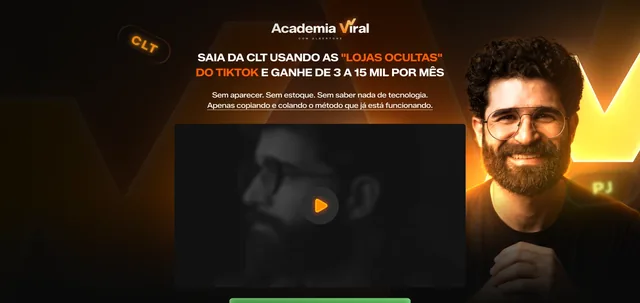 Academia Viral
CLT
SAIA DA CLT USANDO AS "LOJAS OCULTAS"
DO TIKTOK E GANHE DE 3 A 15 MIL POR MÊS
Sem aparecer. Sem estoque. Sem saber nada de tecnologia.
Apenas copiando e colando o método que já está funcionando.
PJ